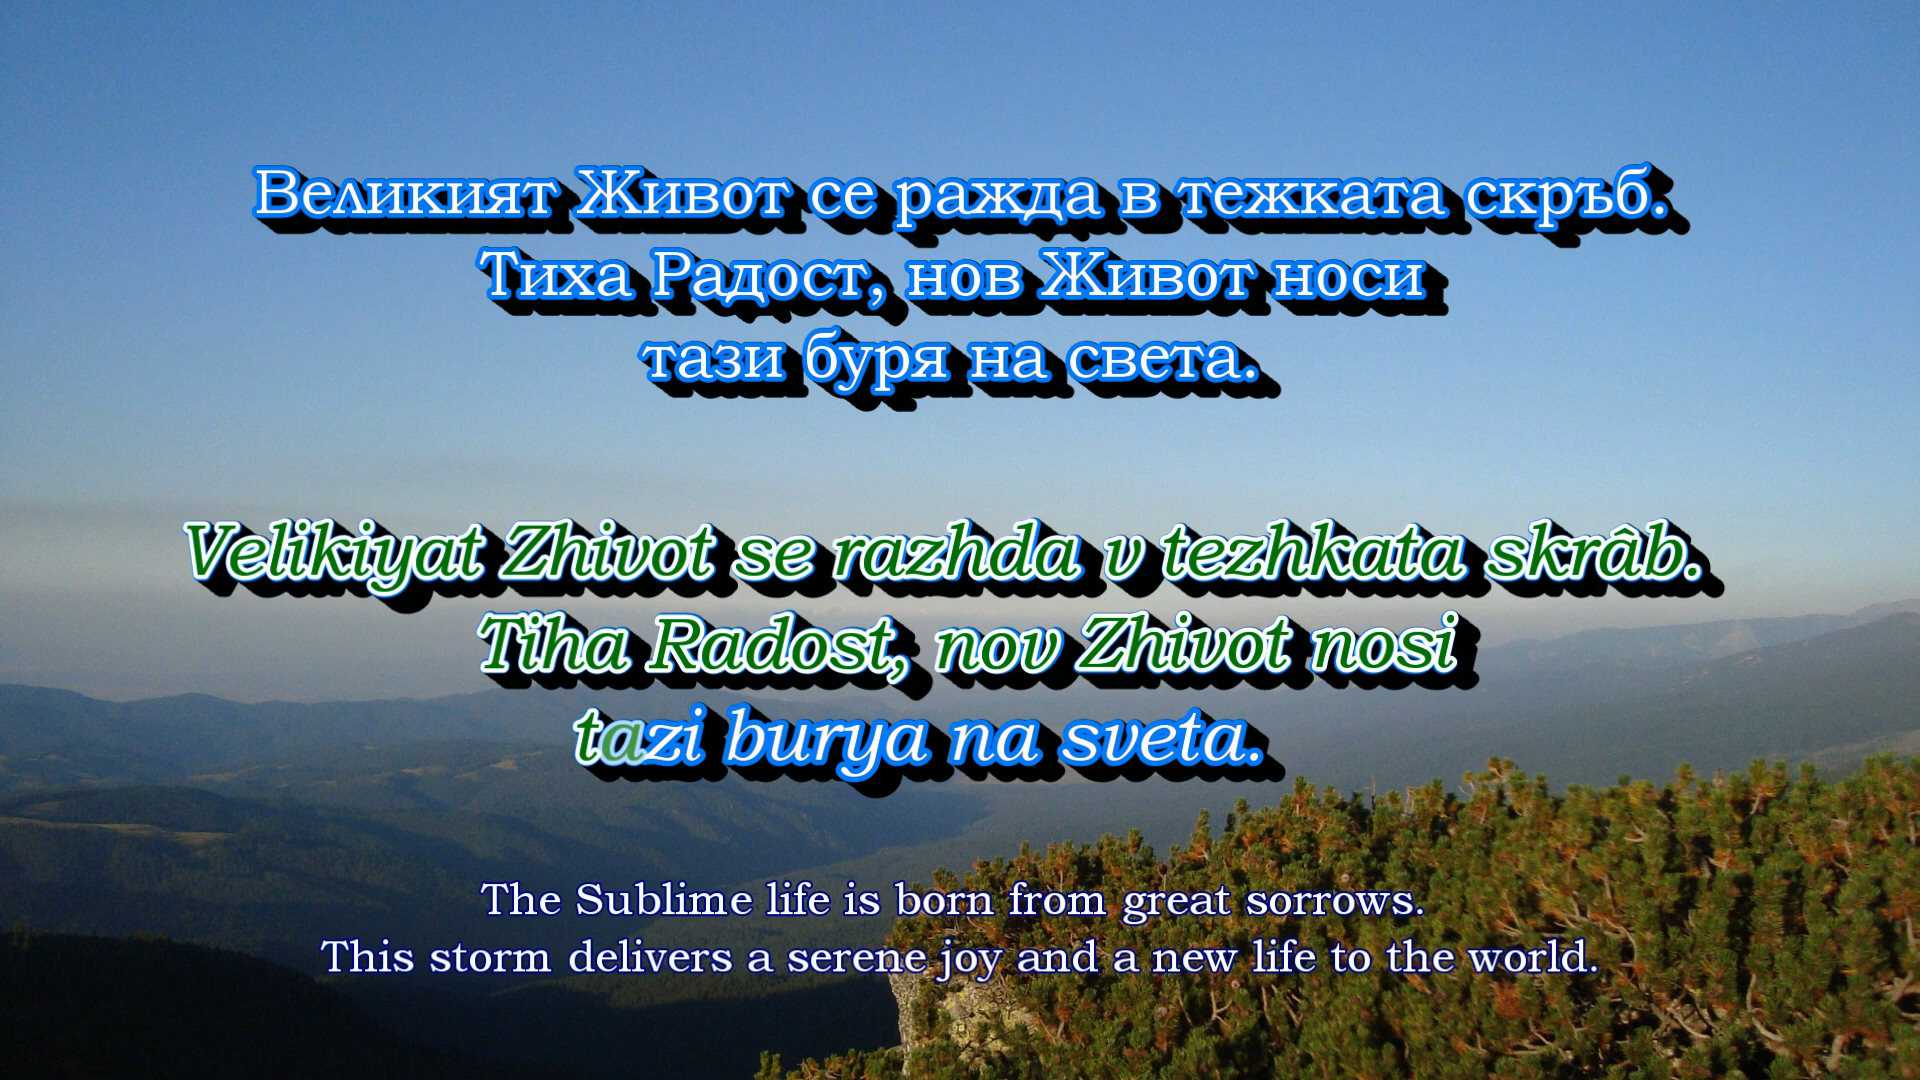 Великият Живот се ражда в тежката скръб.
Тиха Радост, нов Живот носи
тази буря на света.
Velikiyat Zhivot se razhda v tezhkata skrâb.
Tiha Radost, nov Zhivot nosi
tazi burya na sveta.
The Sublime life is born from great sorrows.
This storm delivers a serene joy and a new life to the world.